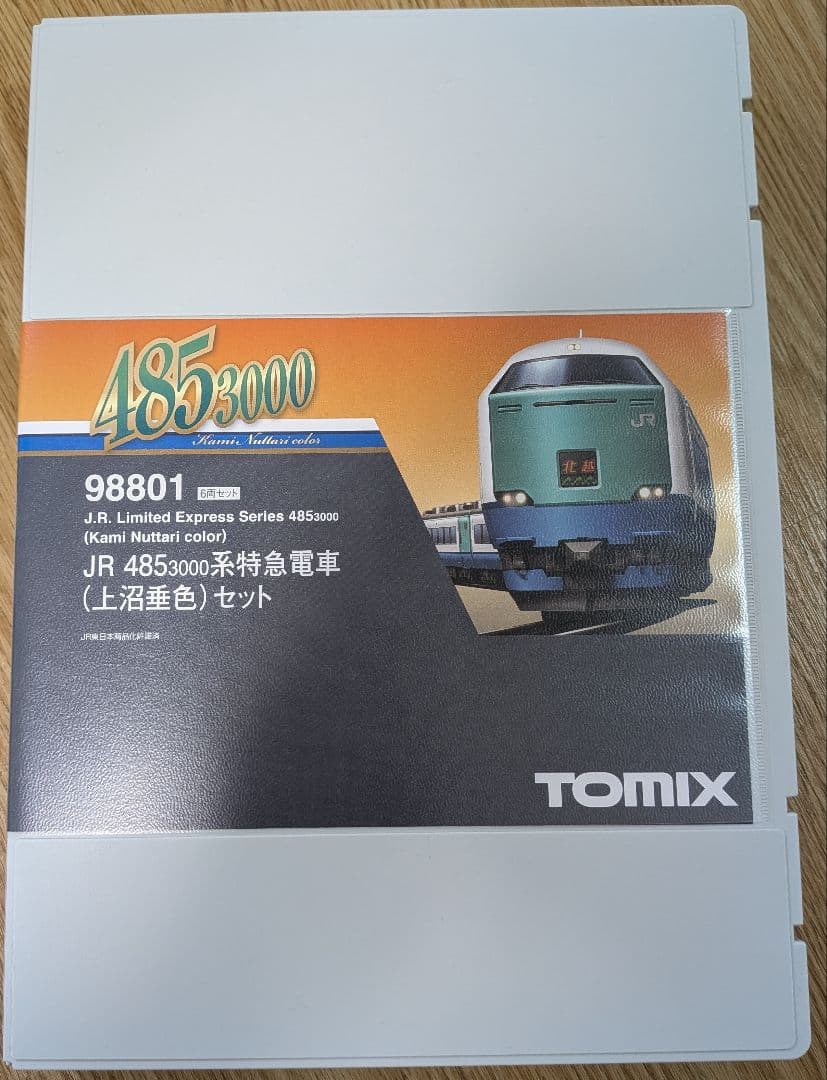 4853000
Kami Nuttari color
98801 6両セット
J.R. Limited Express Series 4853000
(Kami Nuttari color)
JR 4853000系特急電車
(上沼垂色)セット
JR東日本商品化許諾済
JR
北越
TOMIX